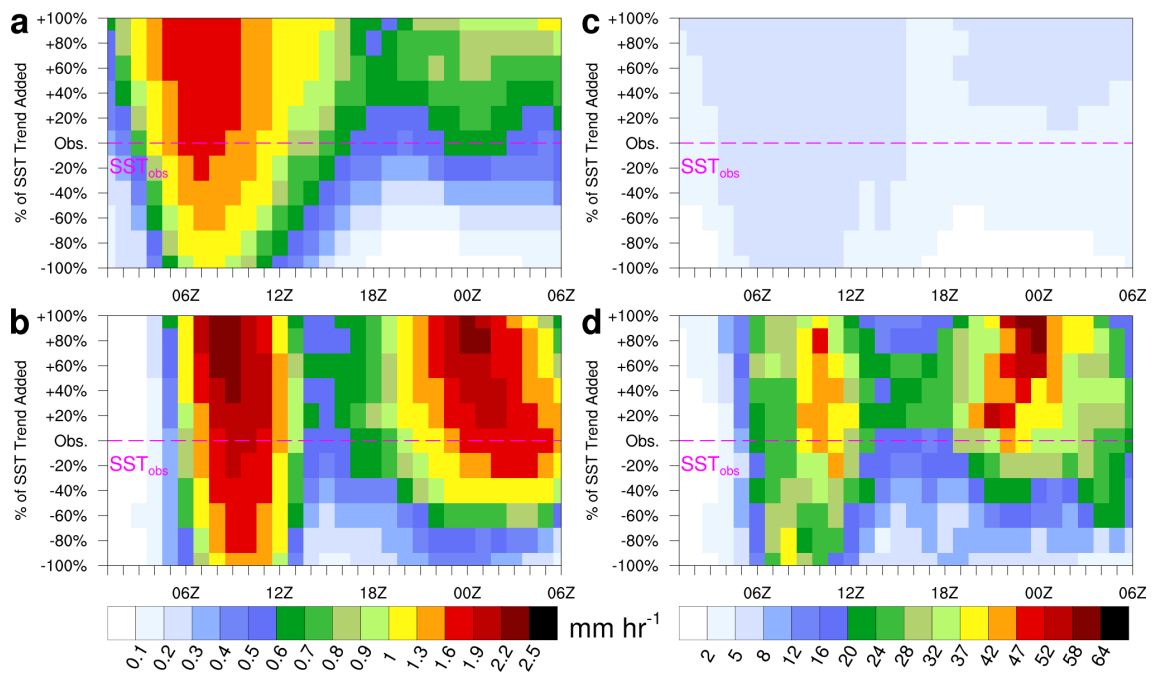 a
+100%
+80%
+60%
+40%
+20%
Obs.
-20%
-40%
-60%
-80%
-100%
% of SST Trend Added
SSTobs
06Z 12Z 18Z 00Z 06Z
c
+100%
+80%
+60%
+40%
+20%
Obs.
-20%
-40%
-60%
-80%
-100%
% of SST Trend Added
SSTobs
06Z 12Z 18Z 00Z 06Z
b
+100%
+80%
+60%
+40%
+20%
Obs.
-20%
-40%
-60%
-80%
-100%
% of SST Trend Added
SSTobs
06Z 12Z 18Z 00Z 06Z
d
+100%
+80%
+60%
+40%
+20%
Obs.
-20%
-40%
-60%
-80%
-100%
% of SST Trend Added
SSTobs
06Z 12Z 18Z 00Z 06Z
0.1 0.2 0.3 0.4 0.5 0.6 0.7 0.8 0.9 1 1.3 1.6 1.9 2.2 2.5
mm hr-1
2 5 8 12 16 20 24 28 32 37 42 47 52 58 64